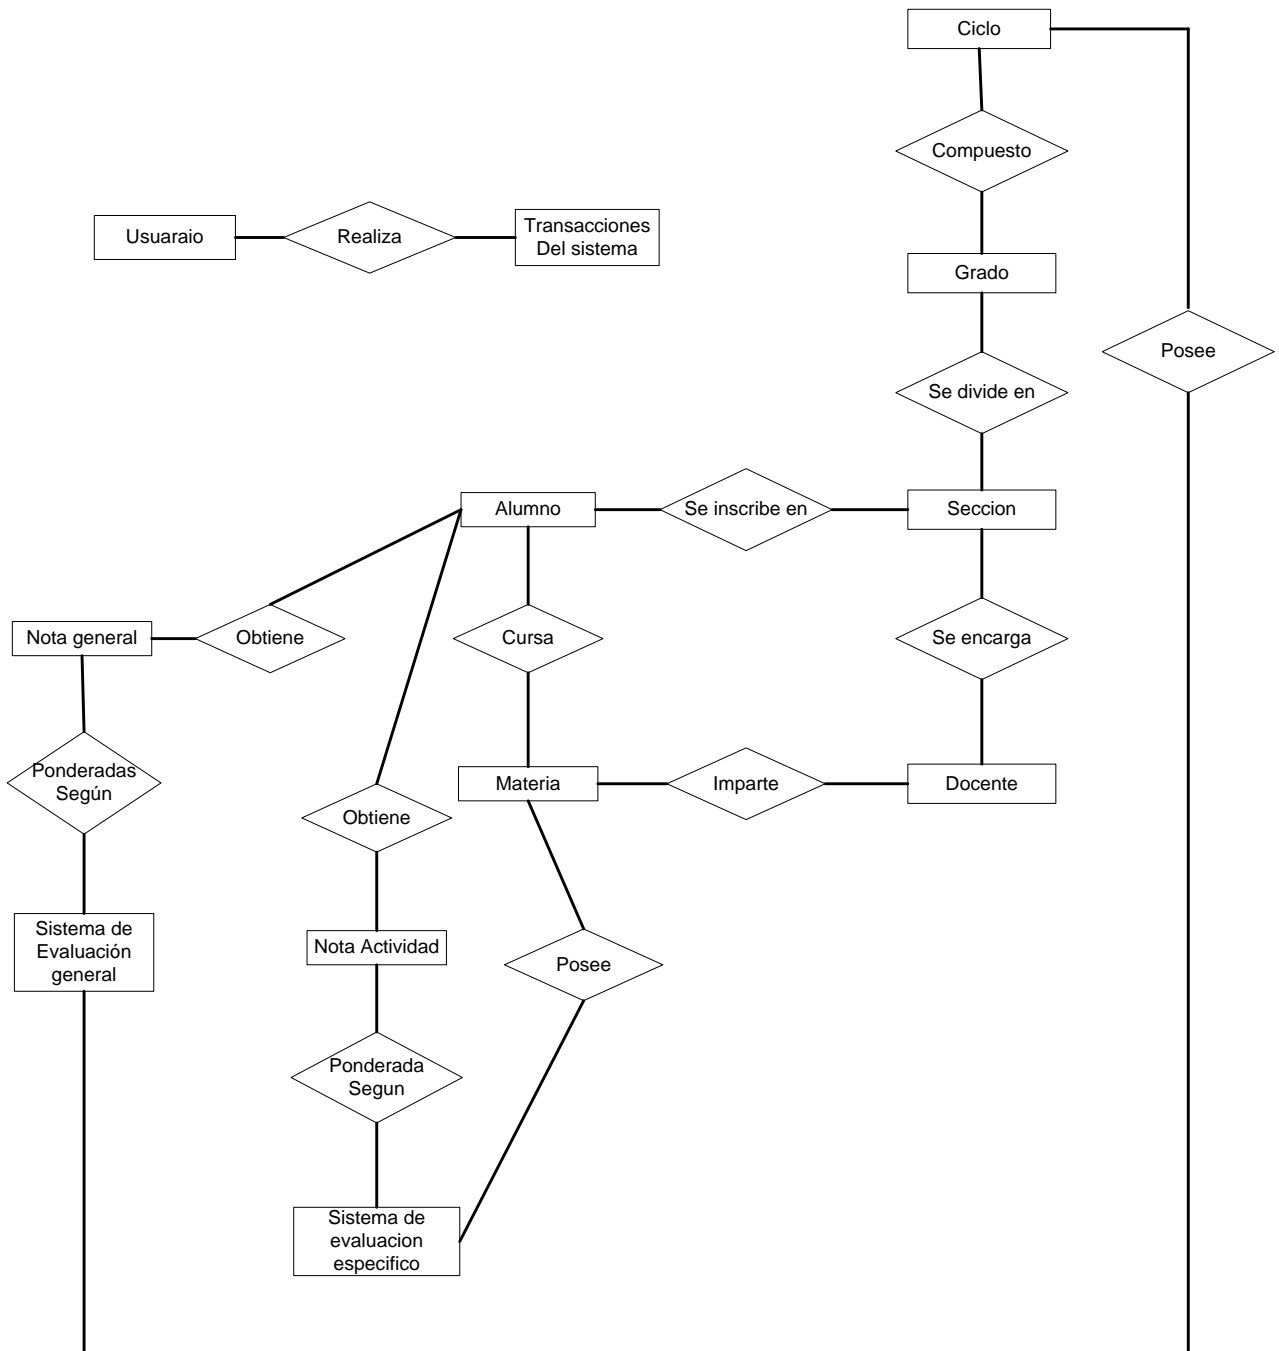 Ciclo
Compuesto
Usuaraio
Realiza
Transacciones
Del sistema
Grado
Posee
Se divide en
Alumno
Se inscribe en
Seccion
Nota general
Obtiene
Cursa
Se encarga
Ponderadas
Según
Obtiene
Materia
Imparte
Docente
Sistema de
Evaluación
general
Nota Actividad
Posee
Ponderada
Segun
Sistema de
evaluacion
especifico